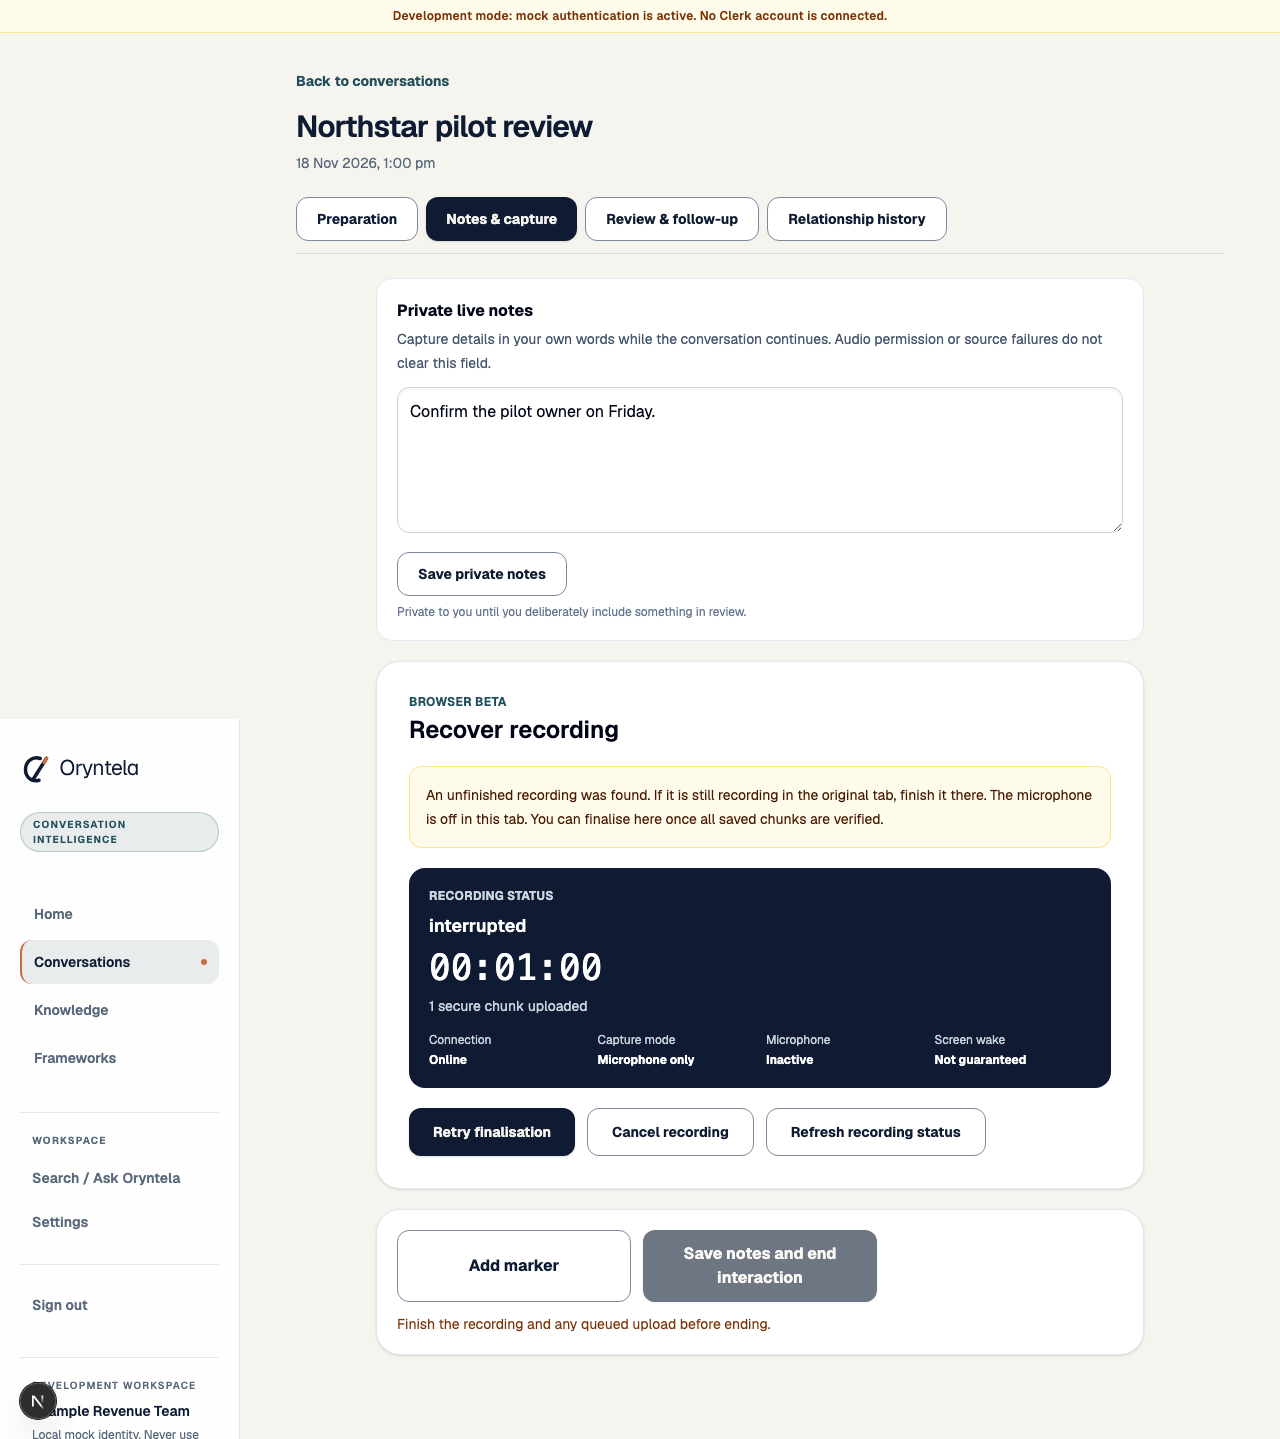 Development mode: mock authentication is active. No Clerk account is connected.
Back to conversations
Northstar pilot review
18 Nov 2026, 1:00 pm
Preparation
Notes & capture
Review & follow-up
Relationship history
Private live notes
Capture details in your own words while the conversation continues. Audio permission or source failures do not
clear this field.
Confirm the pilot owner on Friday.
Save private notes
Private to you until you deliberately include something in review.
BROWSER BETA
Recover recording
An unfinished recording was found. If it is still recording in the original tab, finish it there. The microphone
is off in this tab. You can finalise here once all saved chunks are verified.
RECORDING STATUS
interrupted
00:01:00
1 secure chunk uploaded
Connection
Online
Capture mode
Microphone only
Microphone
Inactive
Screen wake
Not guaranteed
Retry finalisation
Cancel recording
Refresh recording status
Add marker
Save notes and end
interaction
Finish the recording and any queued upload before ending.
Oryntela
CONVERSATION
INTELLIGENCE
Home
Conversations
Knowledge
Frameworks
WORKSPACE
Search / Ask Oryntela
Settings
Sign out
WORKSPACE
Revenue Team
Local mock identity. Never use
N